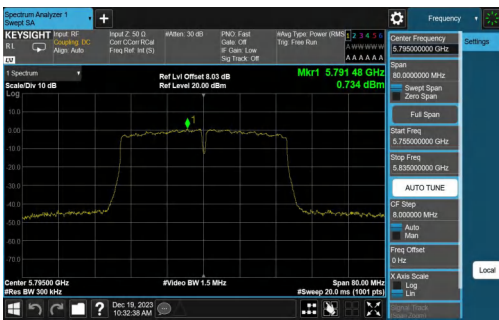 Spectrum Analyzer 1
Swept SA
Frequency
KEYSIGHT
Input: RF
Input Z: 50 Ω
#Atten: 30 dB
PNO: Fast
#Avg Type: Power (RMS
1 2 3 4 5 6
RL
Coupling: DC
Corr CCorr RCal
Gate: Off
Trig: Free Run
A WWWWW
Align: Auto
Freq Ref: Int (S)
IF Gain: Low
A A A A A A
Sig Track: Off
LVI
Center Frequency
5.795000000 GHz
Settings
Span
80.0000000 MHz
Swept Span
Zero Span
Full Span
Start Freq
5.755000000 GHz
Stop Freq
5.835000000 GHz
AUTO TUNE
CF Step
8.000000 MHz
Auto
Man
Freq Offset
0 Hz
X Axis Scale
Log
Lin
Local
1 Spectrum
Ref Lvl Offset 8.03 dB
Mkr1 5.791 48 GHz
Scale/Div 10 dB
Ref Level 20.00 dBm
0.734 dBm
Log
10.0
0.00
1
-10.0
-20.0
-30.0
-40.0
-50.0
-60.0
-70.0
Center 5.79500 GHz
#Video BW 1.5 MHz
Span 80.00 MHz
#Res BW 300 kHz
#Sweep 20.0 ms (1001 pts)
?
Dec 19, 2023
10:32:38 AM